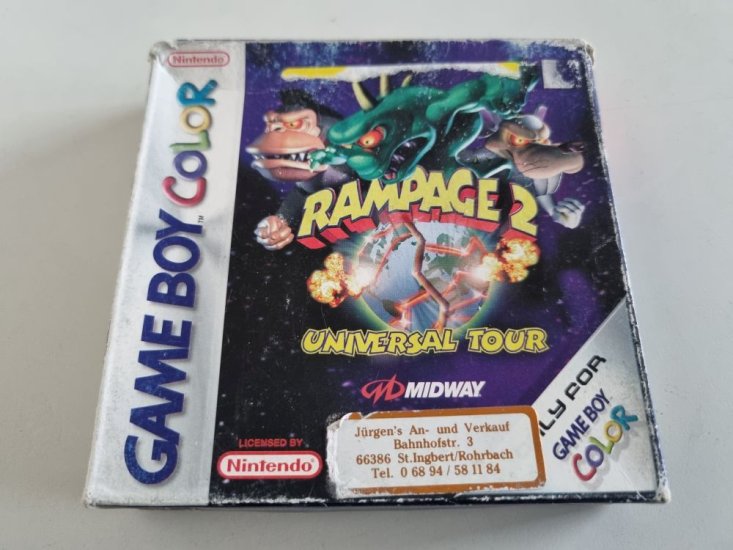 Nintendo
GAME BOY COLOR
TM
RAMPAGE 2
UNIVERSAL TOUR
MIDWAY
LICENSED BY
Nintendo
Jürgen's An- und Verkauf
Bahnhofstr. 3
66386 St.Ingbert/Rohrbach
Tel. 0 68 94 / 58 11 84
FOR
GAME BOY
COLOR